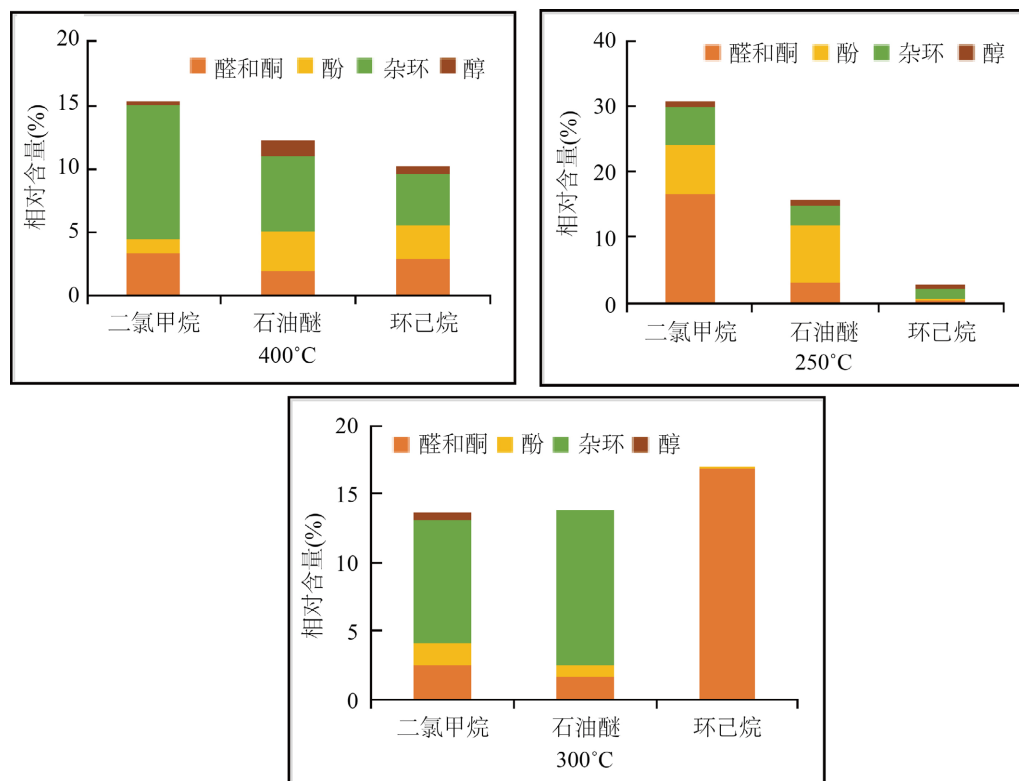 20
15
10
5
0
相对含量(%)
醛和酮 酚 杂环 醇
二氯甲烷 石油醚 环己烷
400°C
40
30
20
10
0
相对含量(%)
醛和酮 酚 杂环 醇
二氯甲烷 石油醚 环己烷
250°C
20
15
10
5
0
相对含量(%)
醛和酮 酚 杂环 醇
二氯甲烷 石油醚 环己烷
300°C